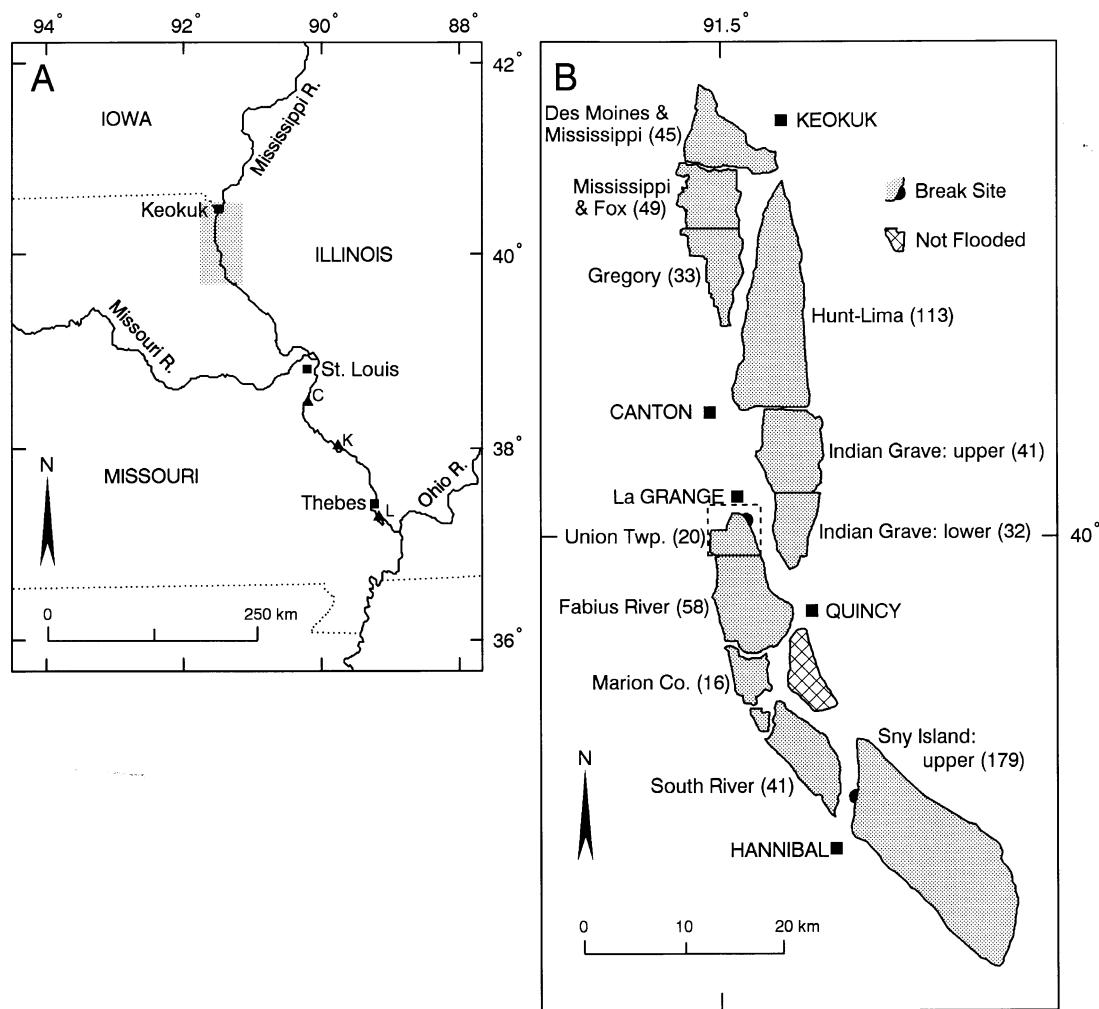 94°
92°
90°
88°
A
42°
IOWA
Mississippi R.
Keokuk
40°
ILLINOIS
Missouri R.
St. Louis
C
K
38°
N
MISSOURI
Ohio R.
Thebes
L
0
250 km
36°
91.5°
B
Des Moines &
Mississippi (45)
KEOKUK
Mississippi
& Fox (49)
Break Site
Not Flooded
Gregory (33)
Hunt-Lima (113)
CANTON
Indian Grave: upper (41)
La GRANGE
Union Twp. (20)
Indian Grave: lower (32)
40°
Fabius River (58)
QUINCY
Marion Co. (16)
Sny Island:
upper (179)
N
South River (41)
HANNIBAL
0
10
20 km